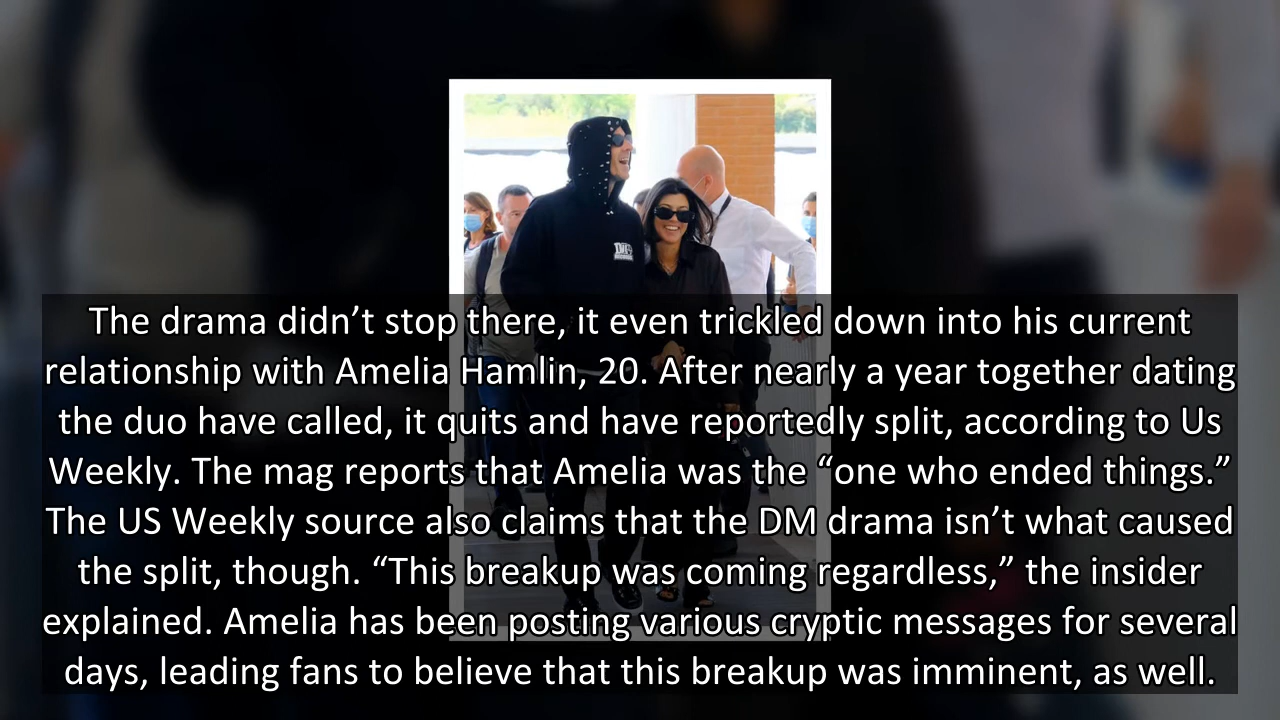 The drama didn’t stop there, it even trickled down into his current
relationship with Amelia Hamlin, 20. After nearly a year together dating
the duo have called, it quits and have reportedly split, according to Us
Weekly. The mag reports that Amelia was the “one who ended things.”
The US Weekly source also claims that the DM drama isn’t what caused
the split, though. “This breakup was coming regardless,” the insider
explained. Amelia has been posting various cryptic messages for several
days, leading fans to believe that this breakup was imminent, as well.